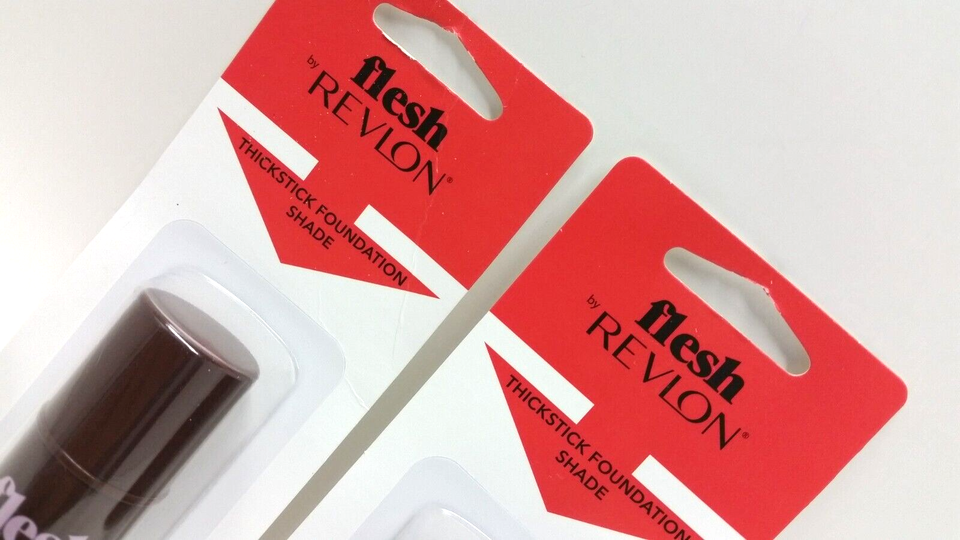 flesh
by
REVLON®
THICKSTICK FOUNDATION
SHADE
flesh
by
REVLON®
THICKSTICK FOUNDATION
SHADE